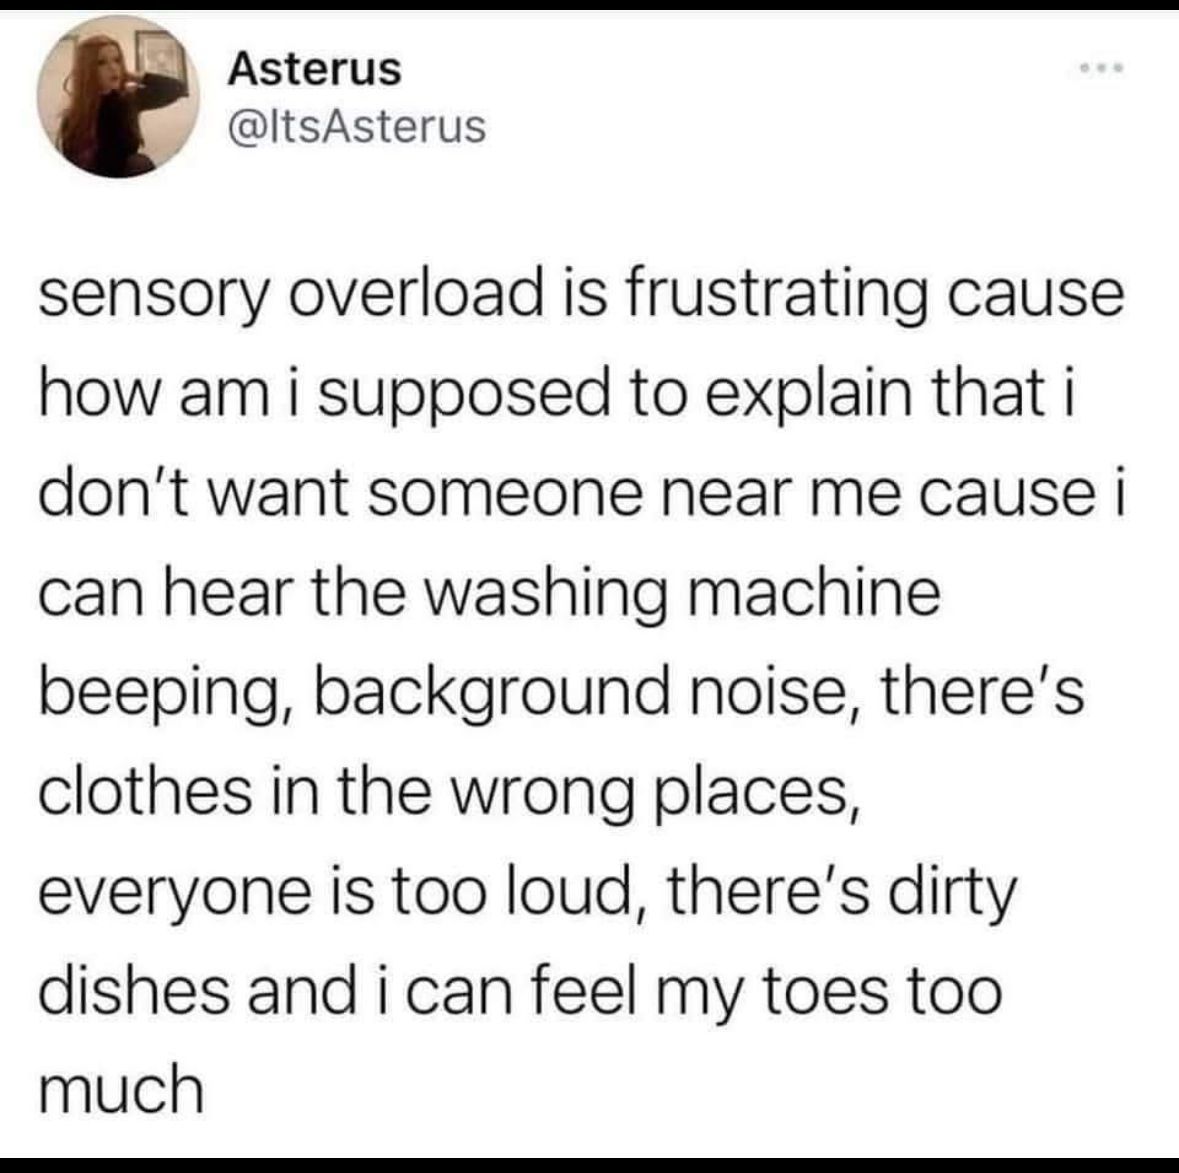 Asterus
@ItsAsterus
sensory overload is frustrating cause
how am i supposed to explain that i
don't want someone near me cause i
can hear the washing machine
beeping, background noise, there's
clothes in the wrong places,
everyone is too loud, there's dirty
dishes and i can feel my toes too
much